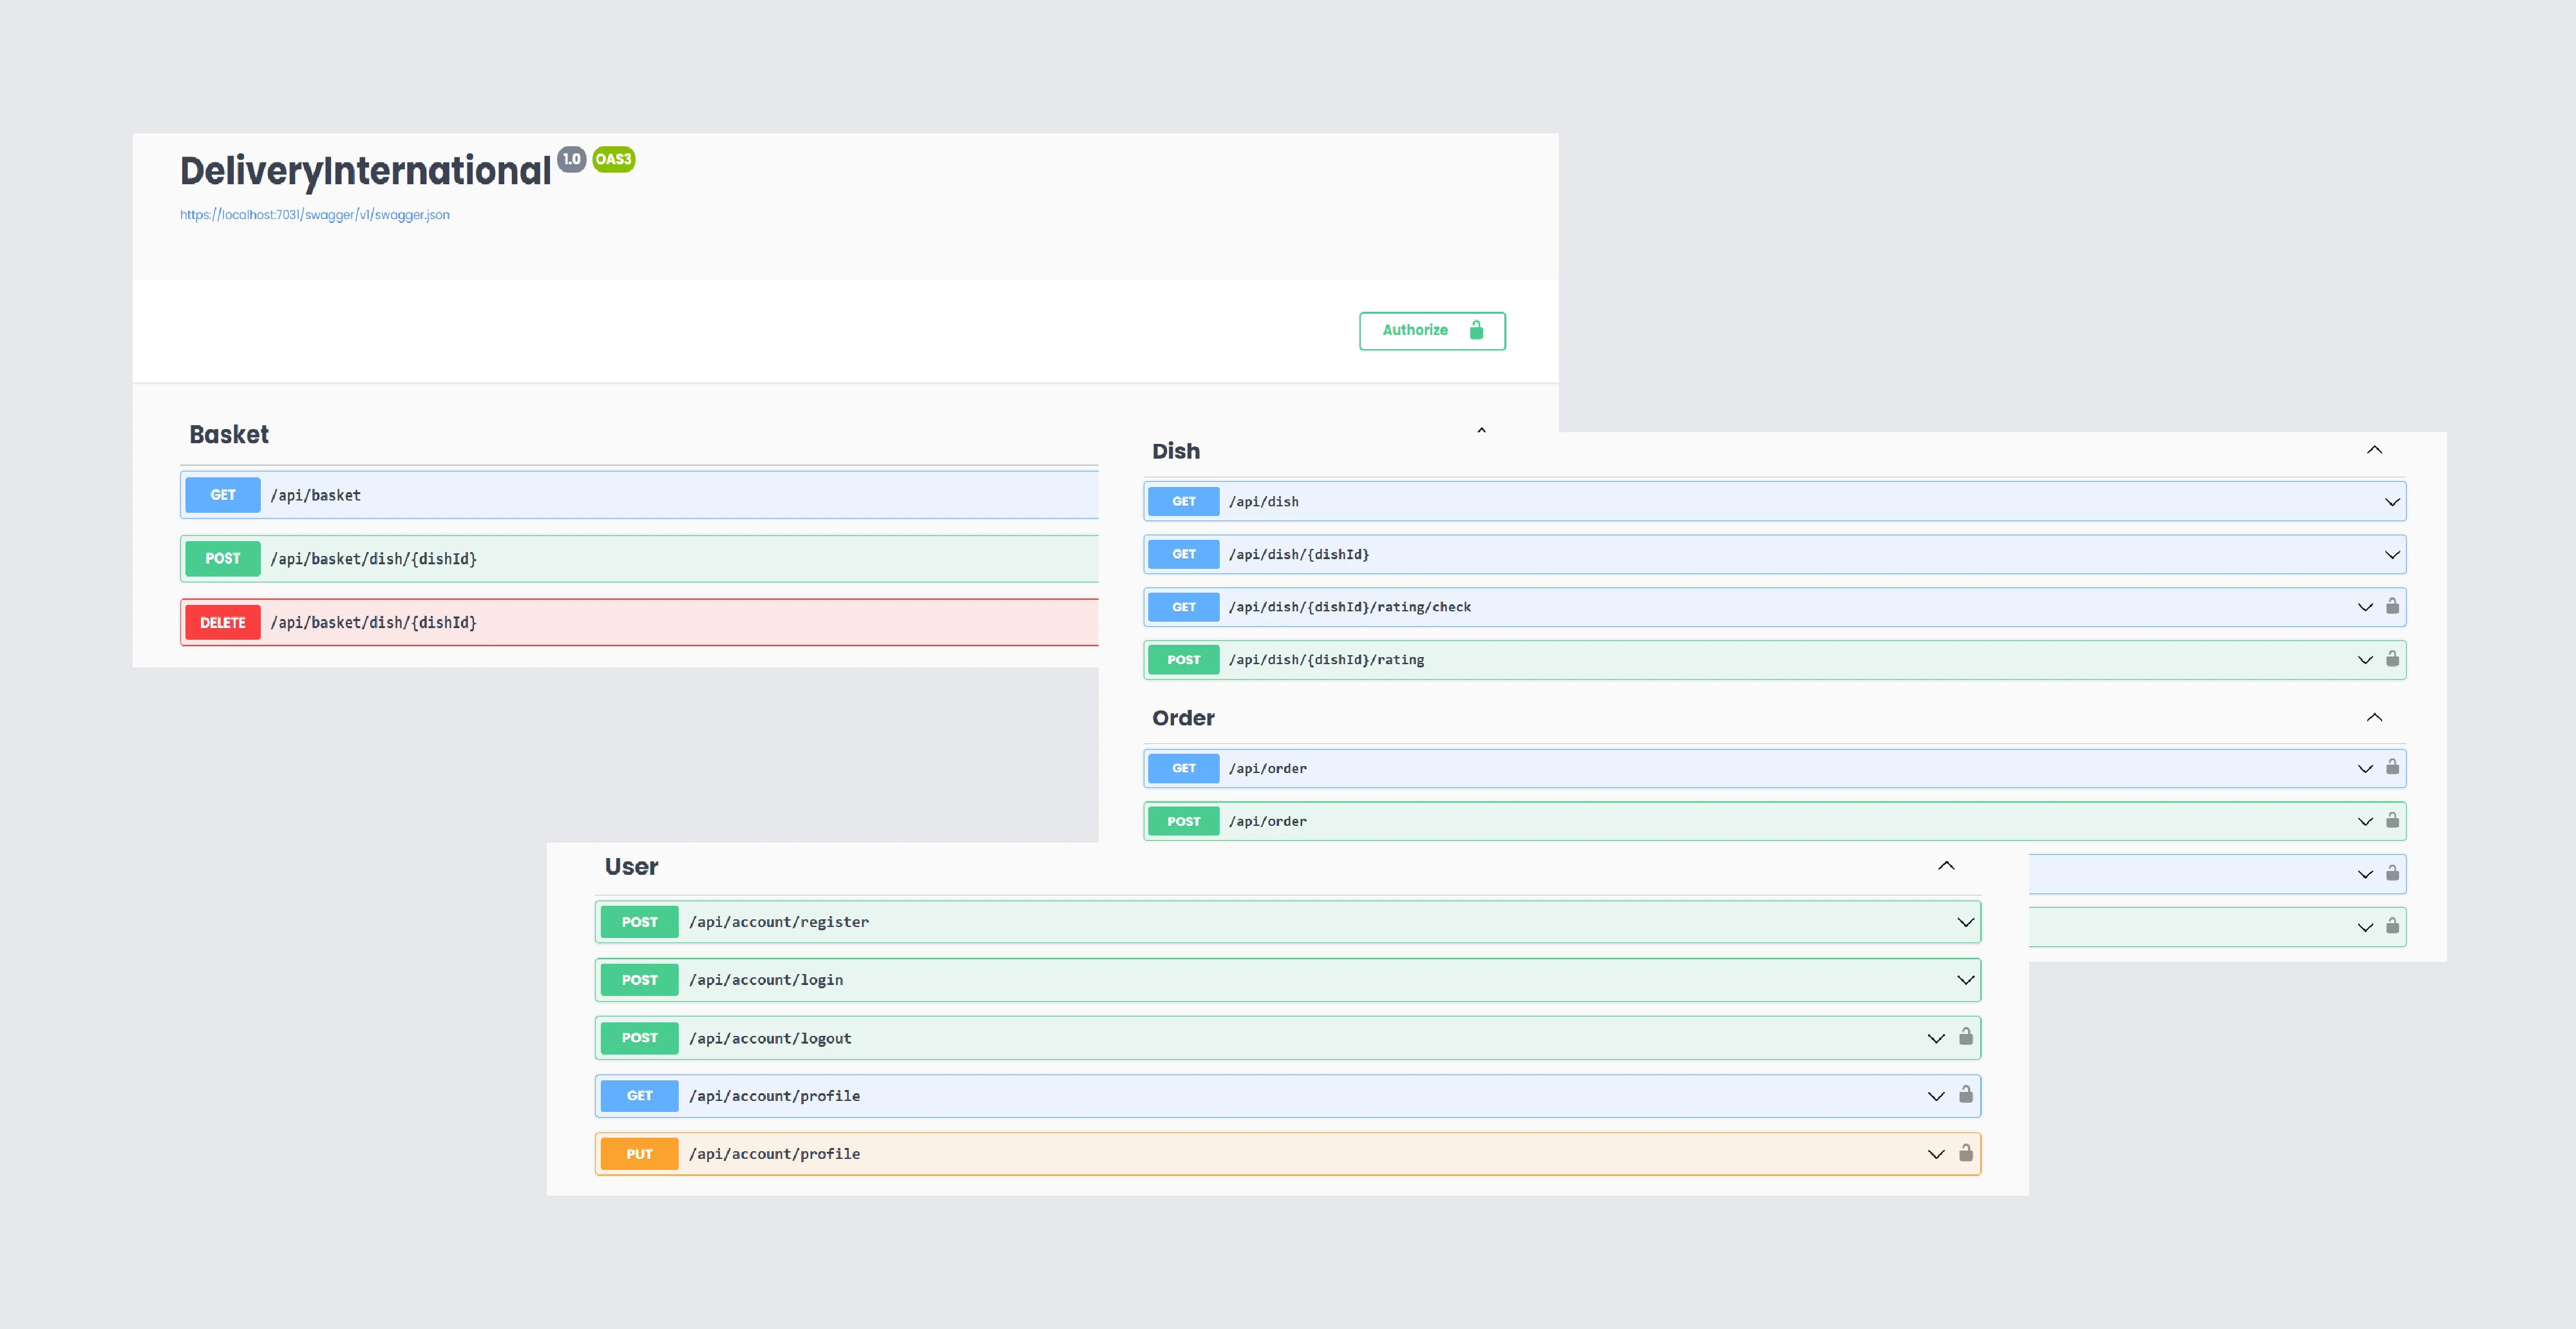 DeliveryInternational 1.0 OAS3
https://localhost:7031/swagger/v1/swagger.json
Authorize
Basket
GET /api/basket
POST /api/basket/dish/{dishId}
DELETE /api/basket/dish/{dishId}
Dish
GET /api/dish
GET /api/dish/{dishId}
GET /api/dish/{dishId}/rating/check
POST /api/dish/{dishId}/rating
Order
GET /api/order
POST /api/order
User
POST /api/account/register
POST /api/account/login
POST /api/account/logout
GET /api/account/profile
PUT /api/account/profile